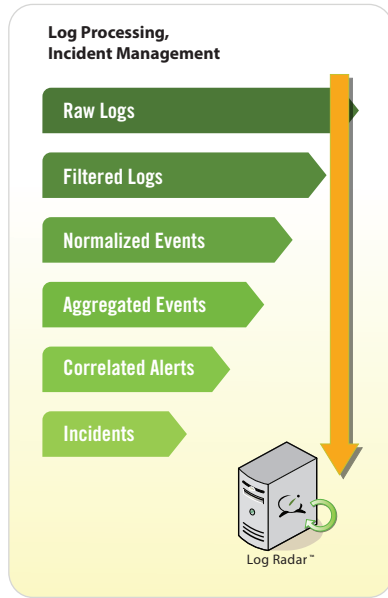 Log Processing,
Incident Management
Raw Logs
Filtered Logs
Normalized Events
Aggregated Events
Correlated Alerts
Incidents
Log Radar™